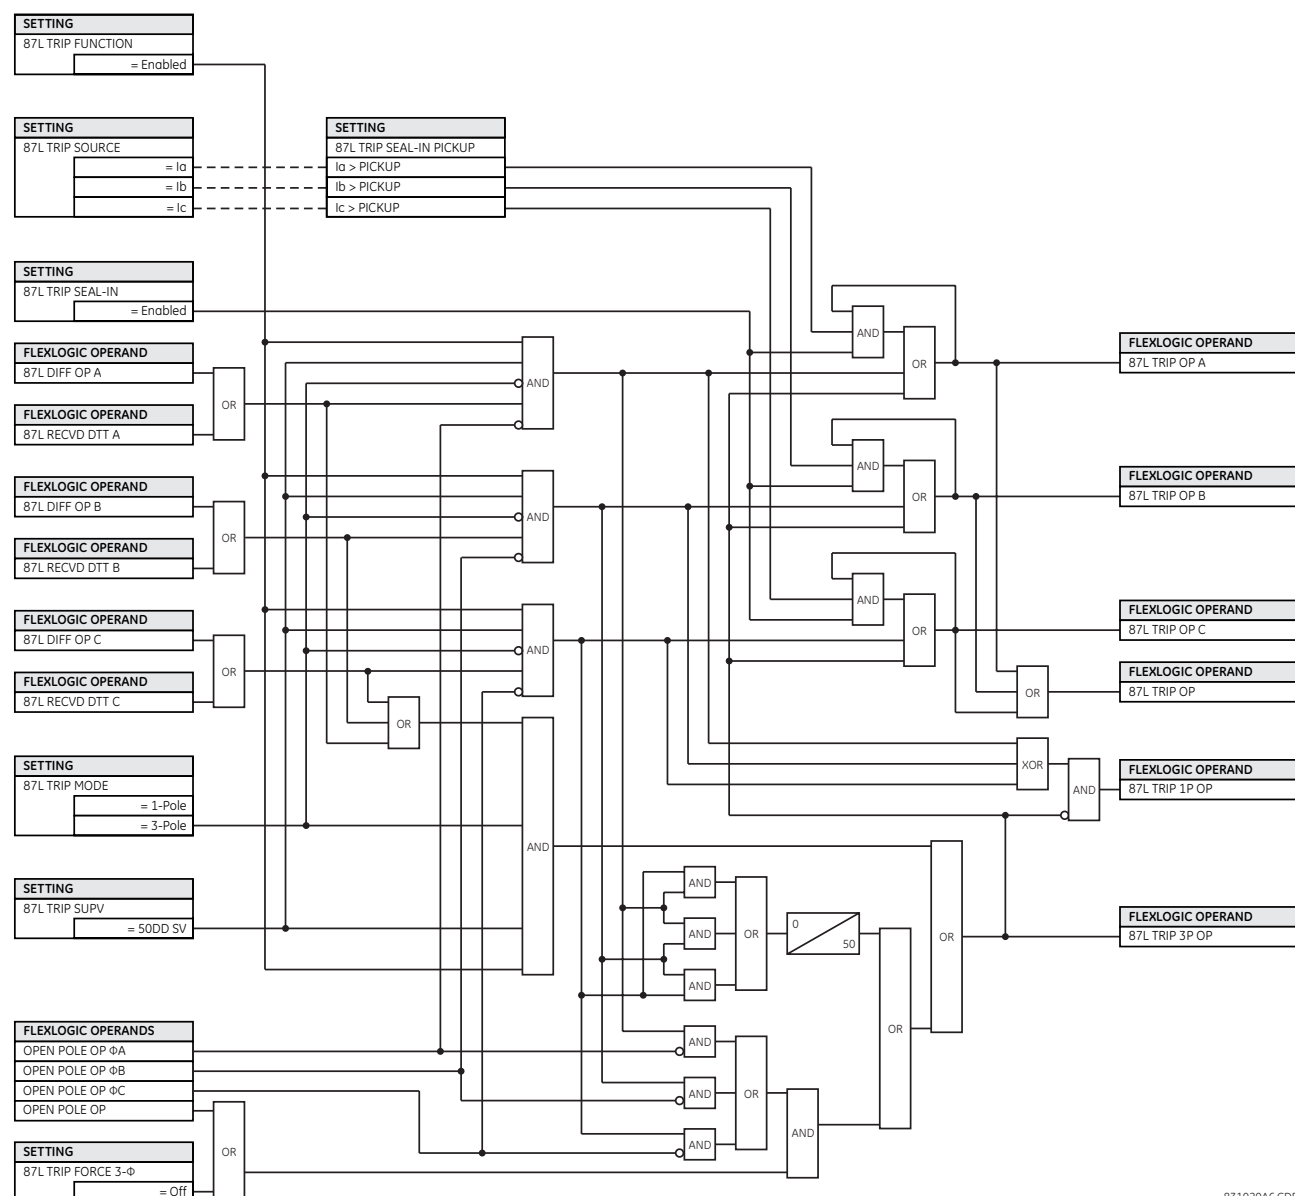 SETTING
87L TRIP FUNCTION
= Enabled
SETTING
87L TRIP SOURCE
= Ia
= Ib
= Ic
SETTING
87L TRIP SEAL-IN PICKUP
Ia > PICKUP
Ib > PICKUP
Ic > PICKUP
SETTING
87L TRIP SEAL-IN
= Enabled
FLEXLOGIC OPERAND
87L DIFF OP A
FLEXLOGIC OPERAND
87L RECVD DTT A
FLEXLOGIC OPERAND
87L DIFF OP B
FLEXLOGIC OPERAND
87L RECVD DTT B
FLEXLOGIC OPERAND
87L DIFF OP C
FLEXLOGIC OPERAND
87L RECVD DTT C
SETTING
87L TRIP MODE
= 1-Pole
= 3-Pole
SETTING
87L TRIP SUPV
= 50DD SV
FLEXLOGIC OPERANDS
OPEN POLE OP ΦA
OPEN POLE OP ΦB
OPEN POLE OP ΦC
OPEN POLE OP
SETTING
87L TRIP FORCE 3-Φ
= Off
OR
OR
OR
OR
OR
AND
AND
AND
AND
AND
OR
AND
OR
AND
OR
OR
XOR
AND
AND
AND
AND
OR
0
50
AND
AND
AND
OR
AND
OR
OR
FLEXLOGIC OPERAND
87L TRIP OP A
FLEXLOGIC OPERAND
87L TRIP OP B
FLEXLOGIC OPERAND
87L TRIP OP C
FLEXLOGIC OPERAND
87L TRIP OP
FLEXLOGIC OPERAND
87L TRIP 1P OP
FLEXLOGIC OPERAND
87L TRIP 3P OP